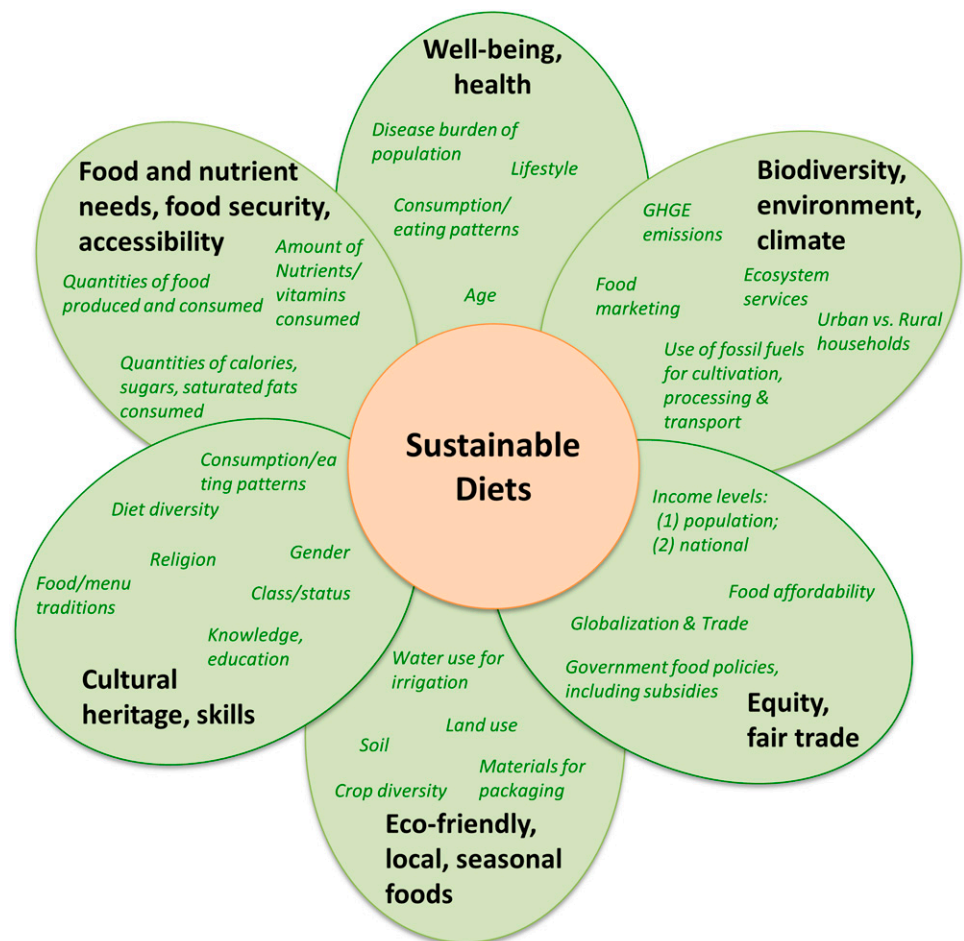 Well-being,
health
Disease burden of
population
Lifestyle
Consumption/
eating patterns
Age
Biodiversity,
environment,
climate
GHGE
emissions
Ecosystem
services
Food
marketing
Urban vs. Rural
households
Use of fossil fuels
for cultivation,
processing &
transport
Food and nutrient
needs, food security,
accessibility
Amount of
Nutrients/
vitamins
consumed
Quantities of food
produced and consumed
Quantities of calories,
sugars, saturated fats
consumed
Sustainable
Diets
Consumption/ea
ting patterns
Diet diversity
Gender
Religion
Food/menu
traditions
Class/status
Knowledge,
education
Cultural
heritage, skills
Income levels:
(1) population;
(2) national
Food affordability
Globalization & Trade
Government food policies,
including subsidies
Equity,
fair trade
Water use for
irrigation
Land use
Soil
Materials for
packaging
Crop diversity
Eco-friendly,
local, seasonal
foods